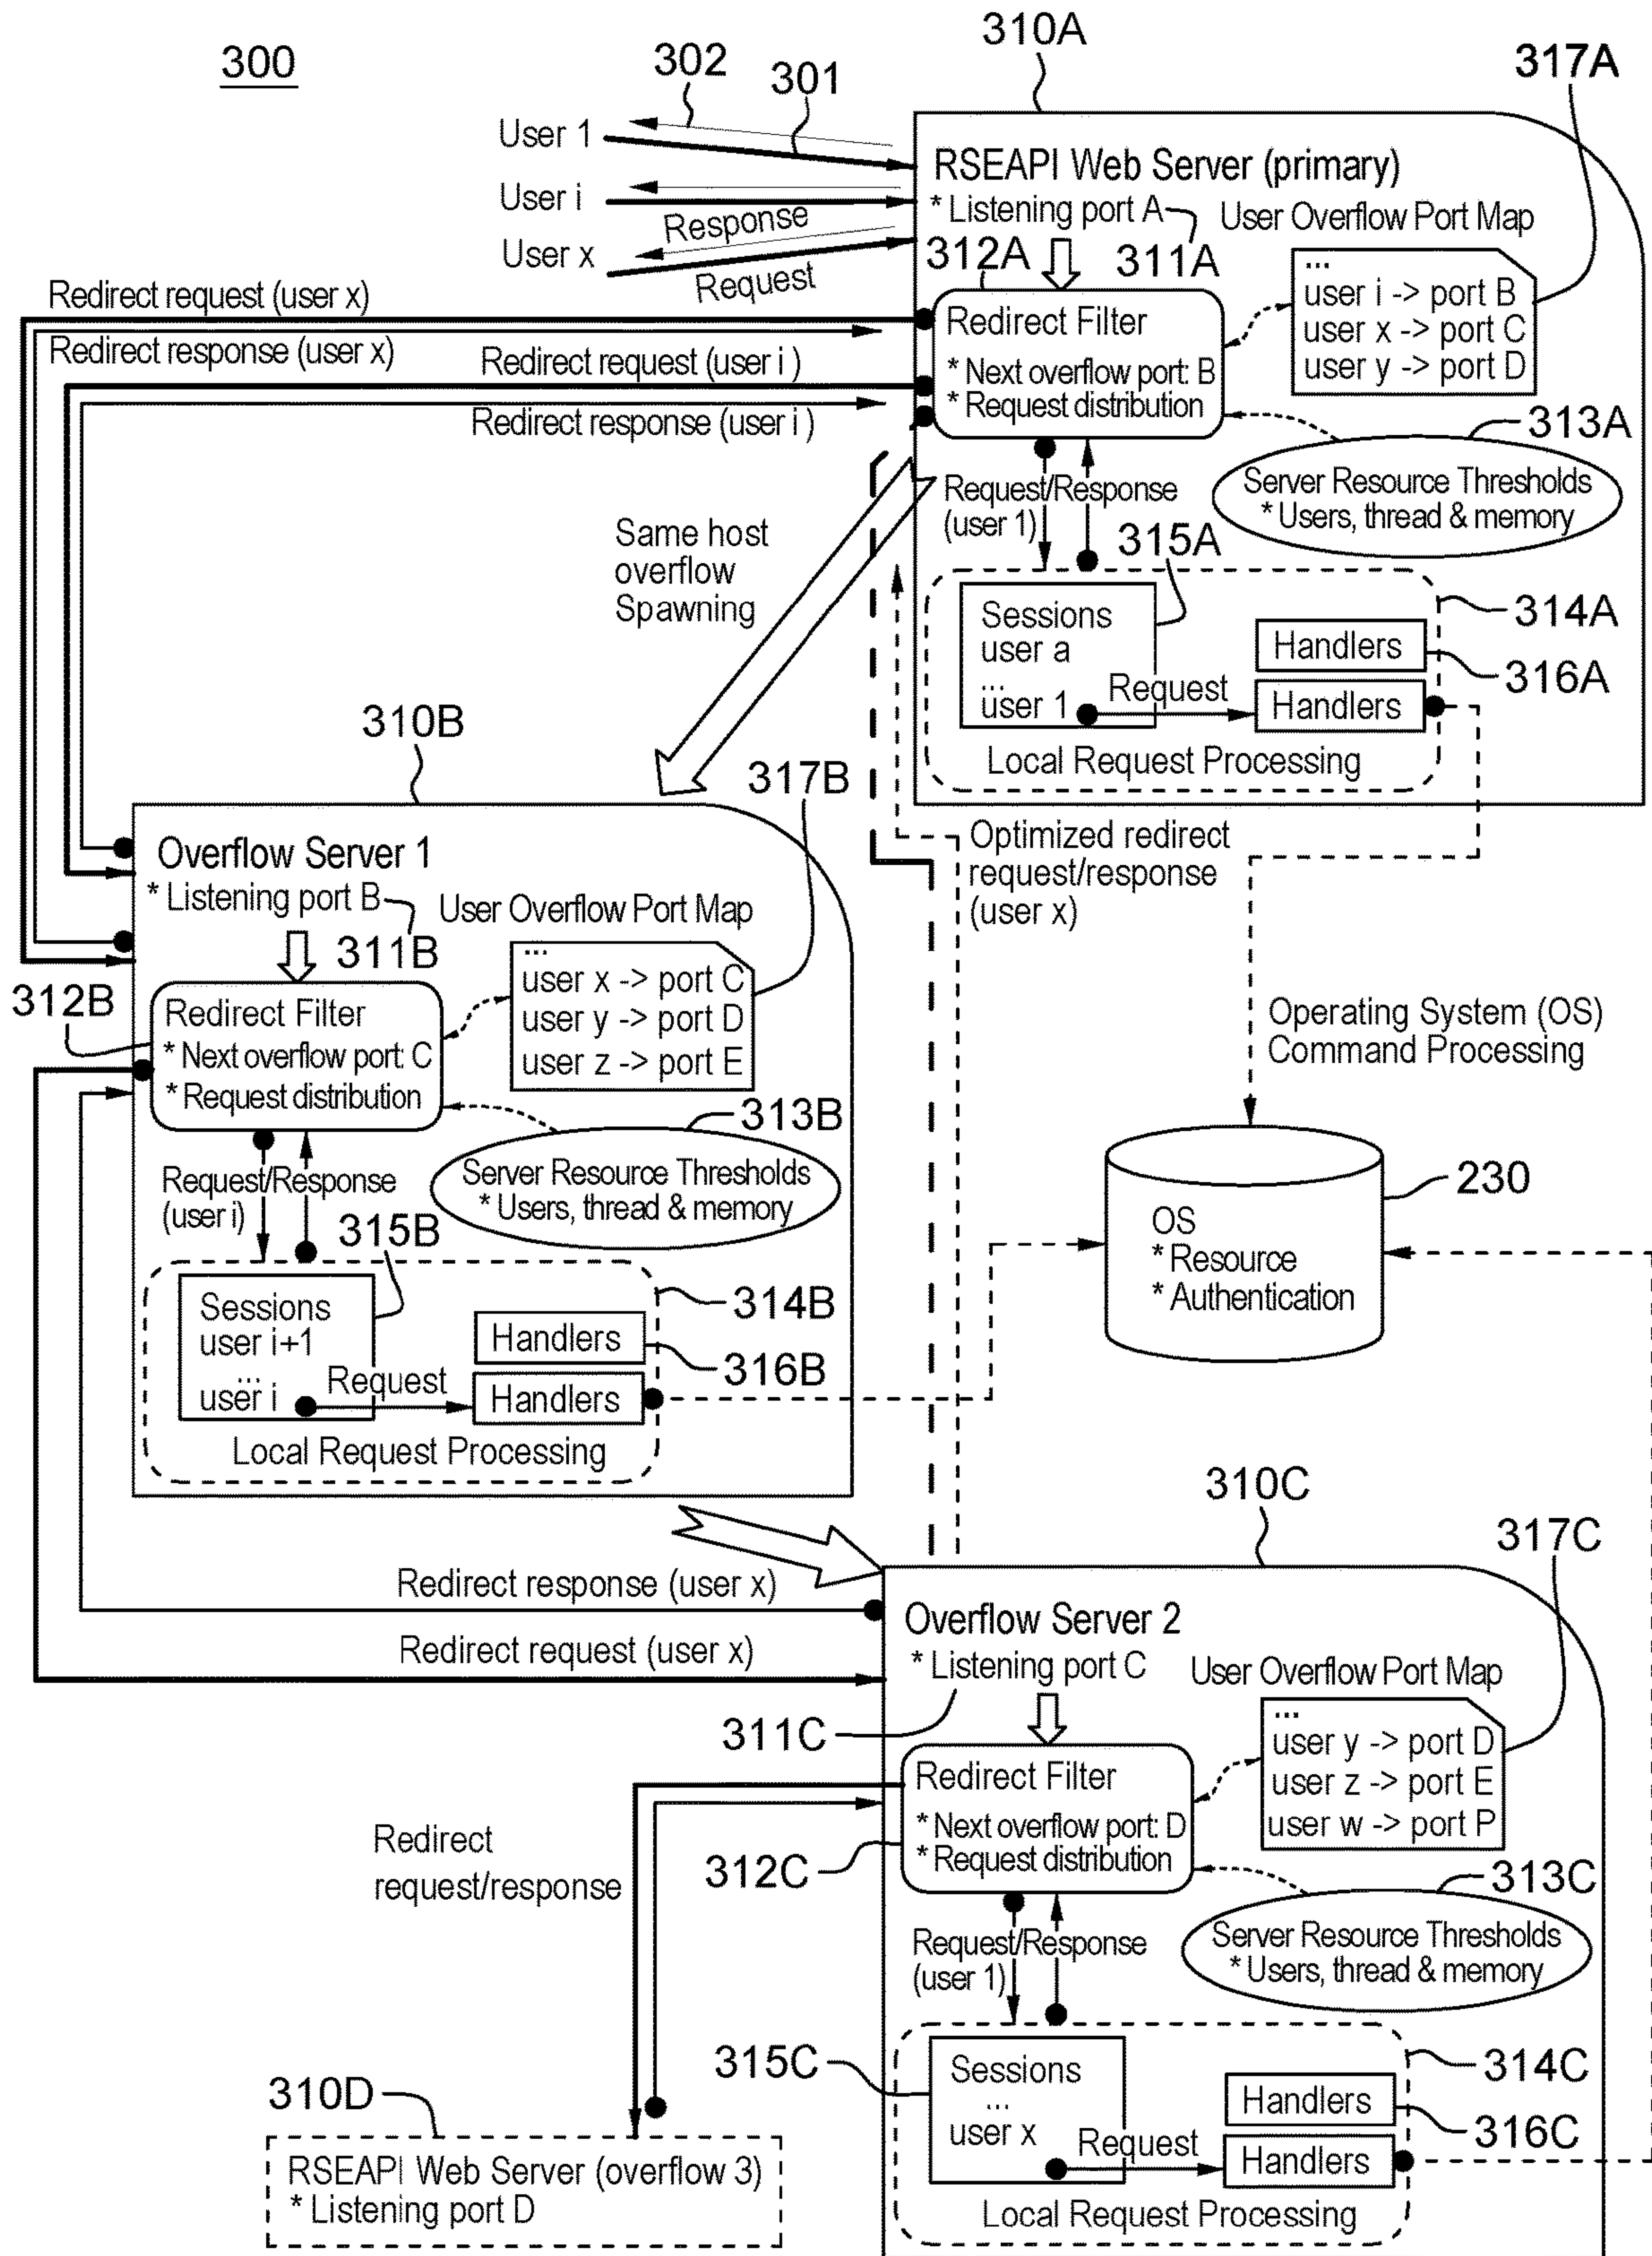 300
302
301
310A
317A
User 1
User i
User x
Response
Request
RSEAPI Web Server (primary)
* Listening port A
311A
312A
User Overflow Port Map
...
user i -> port B
user x -> port C
user y -> port D
Redirect Filter
* Next overflow port: B
* Request distribution
Redirect request (user x)
Redirect response (user x)
Redirect request (user i )
Redirect response (user i )
313A
Server Resource Thresholds
* Users, thread & memory
Request/Response
(user 1)
315A
Same host
overflow
Spawning
Sessions
user a
...
user 1
Request
Handlers
Handlers
314A
316A
Local Request Processing
310B
317B
Optimized redirect
request/response
(user x)
Overflow Server 1
* Listening port B
311B
User Overflow Port Map
...
user x -> port C
user y -> port D
user z -> port E
312B
Redirect Filter
* Next overflow port: C
* Request distribution
Operating System (OS)
Command Processing
313B
Server Resource Thresholds
* Users, thread & memory
Request/Response
(user i)
315B
230
OS
* Resource
* Authentication
Sessions
user i+1
...
user i
Request
Handlers
Handlers
314B
316B
Local Request Processing
310C
317C
Redirect response (user x)
Redirect request (user x)
Overflow Server 2
* Listening port C
311C
User Overflow Port Map
...
user y -> port D
user z -> port E
user w -> port P
Redirect Filter
* Next overflow port: D
* Request distribution
312C
Redirect
request/response
313C
Server Resource Thresholds
* Users, thread & memory
Request/Response
(user 1)
315C
Sessions
...
user x
Request
Handlers
Handlers
314C
316C
Local Request Processing
310D
RSEAPI Web Server (overflow 3)
* Listening port D